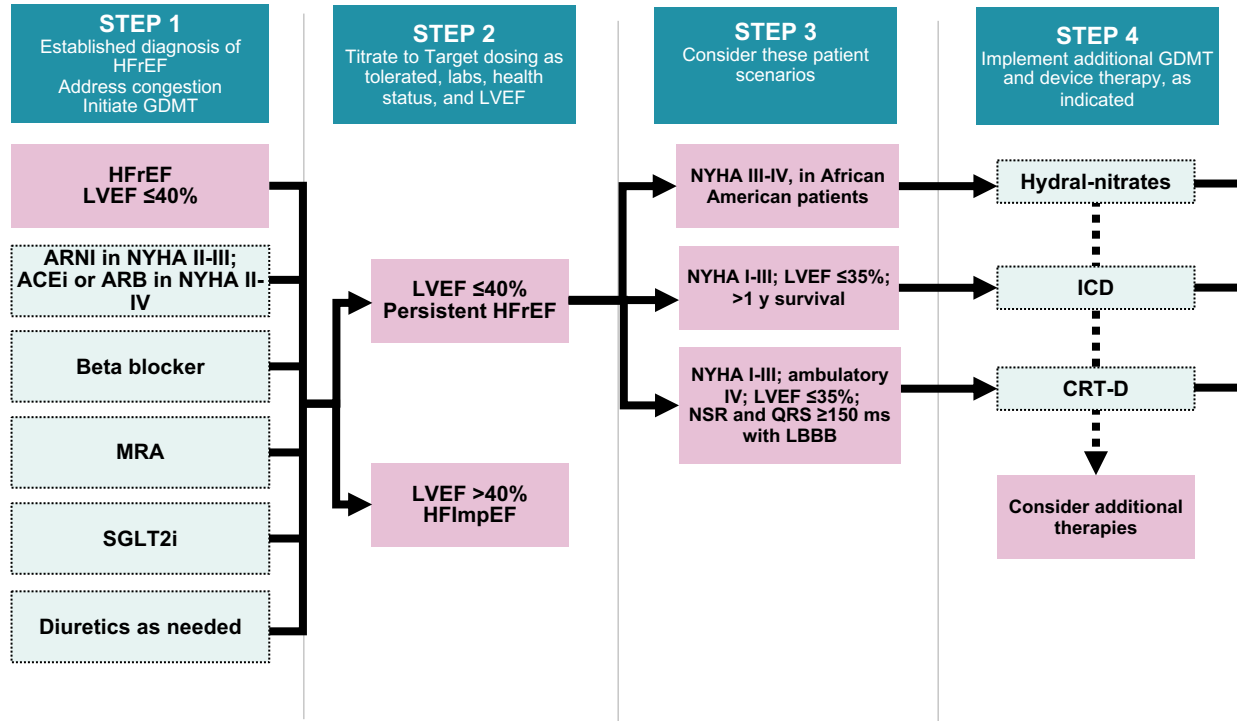 STEP 1
Established diagnosis of
HFrEF
Address congestion
Initiate GDMT
STEP 2
Titrate to Target dosing as
tolerated, labs, health
status, and LVEF
STEP 3
Consider these patient
scenarios
STEP 4
Implement additional GDMT
and device therapy, as
indicated
HFrEF
LVEF ≤40%
ARNI in NYHA II-III;
ACEi or ARB in NYHA II-
IV
Beta blocker
MRA
SGLT2i
Diuretics as needed
LVEF ≤40%
Persistent HFrEF
LVEF >40%
HFImpEF
NYHA III-IV, in African
American patients
NYHA I-III; LVEF ≤35%;
>1 y survival
NYHA I-III; ambulatory
IV; LVEF ≤35%;
NSR and QRS ≥150 ms
with LBBB
Hydral-nitrates
ICD
CRT-D
Consider additional
therapies